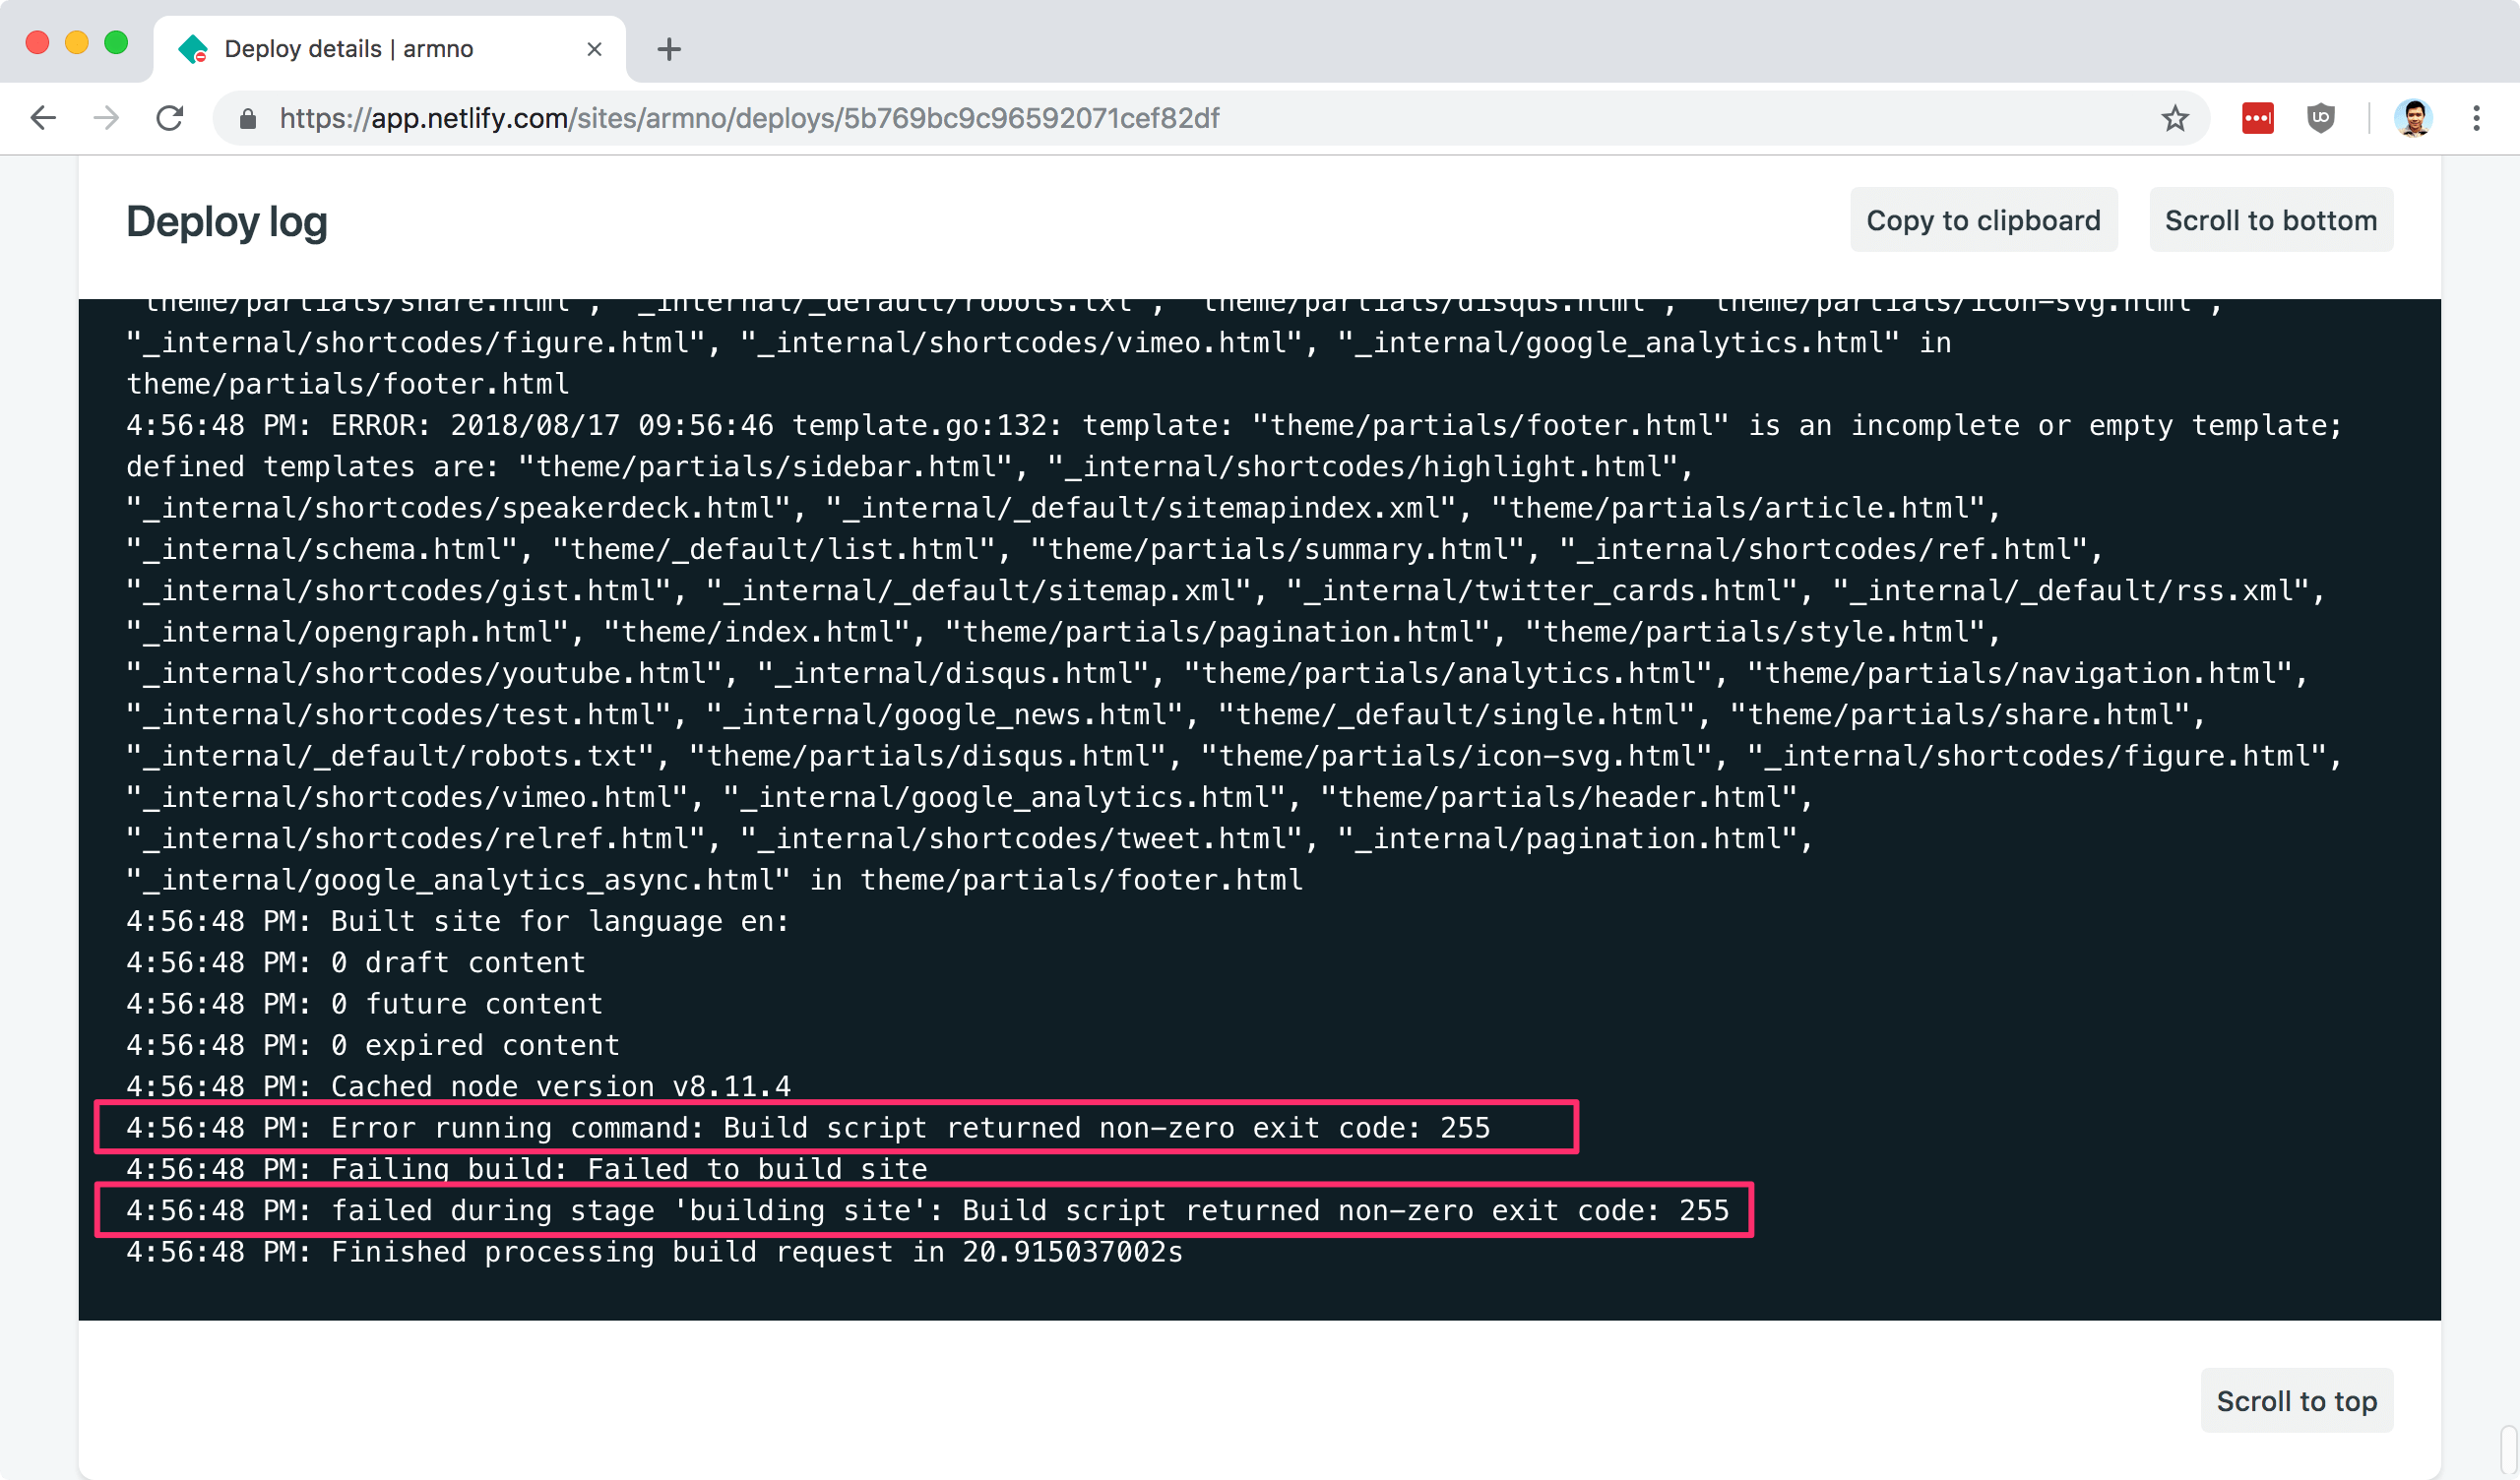 Deploy details | armno
https://app.netlify.com/sites/armno/deploys/5b769bc9c96592071cef82df
Deploy log
Copy to clipboard
Scroll to bottom
"theme/partials/share.html", "_internal/_default/robots.txt", "theme/partials/disqus.html", "theme/partials/icon-svg.html",
"_internal/shortcodes/figure.html", "_internal/shortcodes/vimeo.html", "_internal/google_analytics.html" in
theme/partials/footer.html
4:56:48 PM: ERROR: 2018/08/17 09:56:46 template.go:132: template: "theme/partials/footer.html" is an incomplete or empty template;
defined templates are: "theme/partials/sidebar.html", "_internal/shortcodes/highlight.html",
"_internal/shortcodes/speakerdeck.html", "_internal/_default/sitemapindex.xml", "theme/partials/article.html",
"_internal/schema.html", "theme/_default/list.html", "theme/partials/summary.html", "_internal/shortcodes/ref.html",
"_internal/shortcodes/gist.html", "_internal/_default/sitemap.xml", "_internal/twitter_cards.html", "_internal/_default/rss.xml",
"_internal/opengraph.html", "theme/index.html", "theme/partials/pagination.html", "theme/partials/style.html",
"_internal/shortcodes/youtube.html", "_internal/disqus.html", "theme/partials/analytics.html", "theme/partials/navigation.html",
"_internal/shortcodes/test.html", "_internal/google_news.html", "theme/_default/single.html", "theme/partials/share.html",
"_internal/_default/robots.txt", "theme/partials/disqus.html", "theme/partials/icon-svg.html", "_internal/shortcodes/figure.html",
"_internal/shortcodes/vimeo.html", "_internal/google_analytics.html", "theme/partials/header.html",
"_internal/shortcodes/relref.html", "_internal/shortcodes/tweet.html", "_internal/pagination.html",
"_internal/google_analytics_async.html" in theme/partials/footer.html
4:56:48 PM: Built site for language en:
4:56:48 PM: 0 draft content
4:56:48 PM: 0 future content
4:56:48 PM: 0 expired content
4:56:48 PM: Cached node version v8.11.4
4:56:48 PM: Error running command: Build script returned non-zero exit code: 255
4:56:48 PM: Failing build: Failed to build site
4:56:48 PM: failed during stage 'building site': Build script returned non-zero exit code: 255
4:56:48 PM: Finished processing build request in 20.915037002s
Scroll to top